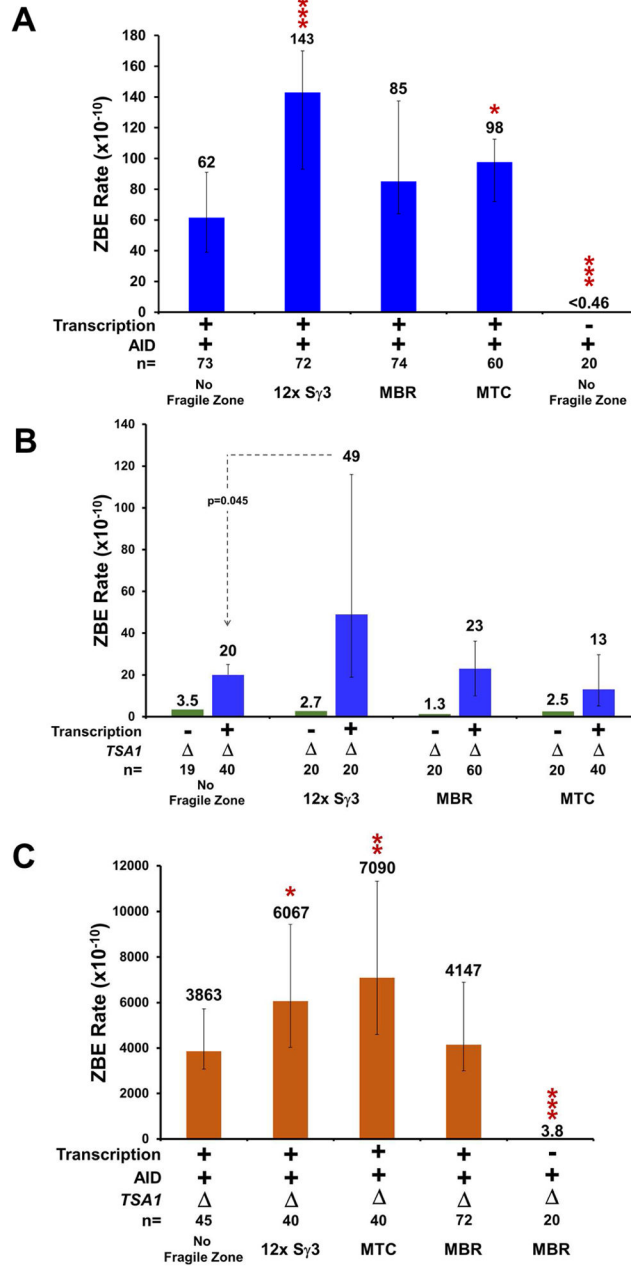 A
ZBE Rate (x10-10)
180
160
140
120
100
80
60
40
20
0
62
***
143
85
*
98
***
<0.46
Transcription + + + + -
AID + + + + +
n= 73 72 74 60 20
No Fragile Zone 12x Sγ3 MBR MTC No Fragile Zone
B
ZBE Rate (x10-10)
140
120
100
80
60
40
20
0
p=0.045
3.5 20 2.7 49 1.3 23 2.5 13
Transcription - + - + - + - +
TSA1 Δ Δ Δ Δ Δ Δ Δ Δ
n= 19 40 20 20 20 60 20 40
No Fragile Zone 12x Sγ3 MBR MTC
C
ZBE Rate (x10-10)
12000
10000
8000
6000
4000
2000
0
3863
*
6067
**
7090
4147
***
3.8
Transcription + + + + -
AID + + + + +
TSA1 Δ Δ Δ Δ Δ
n= 45 40 40 72 20
No Fragile Zone 12x Sγ3 MTC MBR MBR